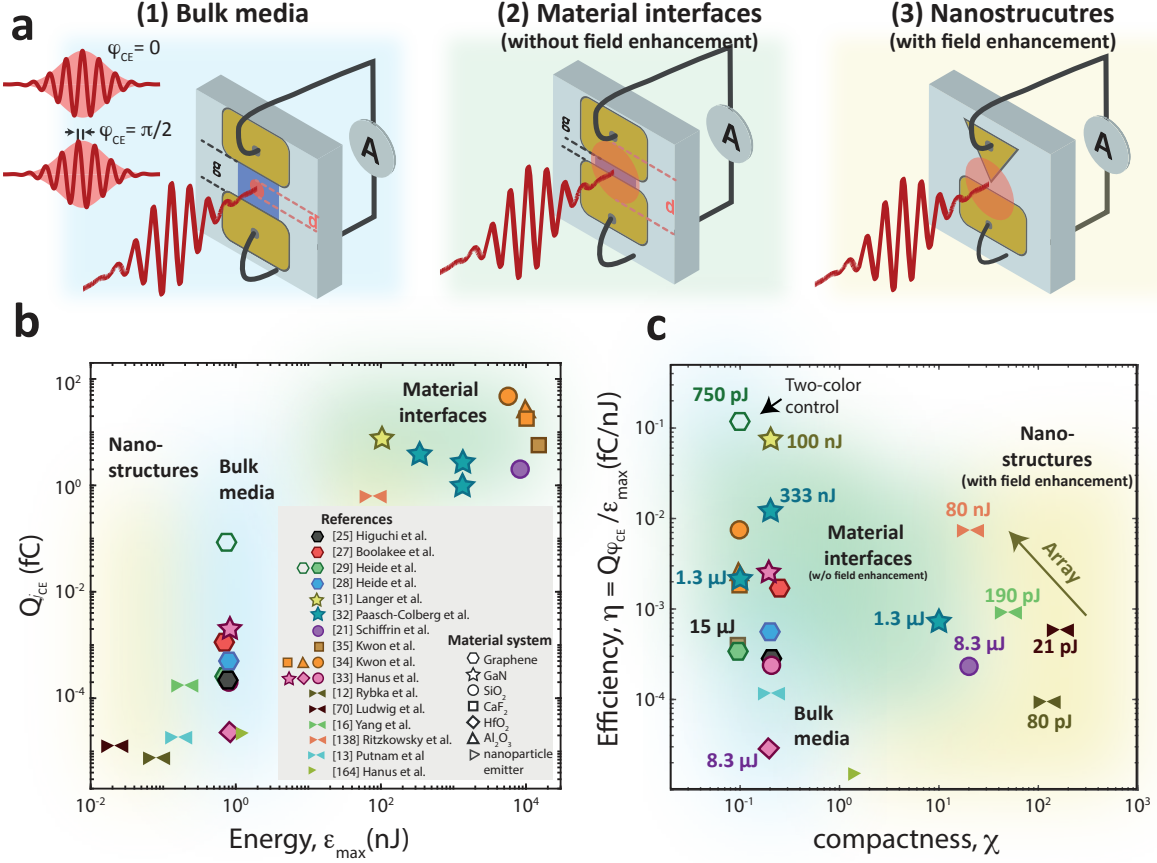 a
(1) Bulk media
(2) Material interfaces
(without field enhancement)
(3) Nanostrucutres
(with field enhancement)
φCE = 0
φCE = π/2
g
d
A
g
d
A
A
b
Q𝒊CE (fC)
10²
10⁰
10⁻²
10⁻⁴
10⁻²
10⁰
10²
10⁴
Energy, εmax(nJ)
Nano-
structures
Bulk
media
Material
interfaces
References
[25] Higuchi et al.
[27] Boolakee et al.
[29] Heide et al.
[28] Heide et al.
[31] Langer et al.
[32] Paasch-Colberg et al.
[21] Schiffrin et al.
[35] Kwon et al.
[34] Kwon et al.
[33] Hanus et al.
[12] Rybka et al.
[70] Ludwig et al.
[16] Yang et al.
[138] Ritzkowsky et al.
[13] Putnam et al.
[164] Hanus et al.
Material system
Graphene
GaN
SiO₂
CaF₂
HfO₂
Al₂O₃
nanoparticle
emitter
c
Efficiency, η = QφCE /εmax(fC/nJ)
10⁻¹
10⁻²
10⁻³
10⁻⁴
10⁻¹
10⁰
10¹
10²
10³
compactness, χ
750 pJ
Two-color
control
100 nJ
333 nJ
1.3 µJ
15 µJ
8.3 µJ
Bulk
media
Material
interfaces
(w/o field enhancement)
1.3 µJ
8.3 µJ
80 nJ
190 pJ
21 pJ
80 pJ
Array
Nano-
structures
(with field enhancement)